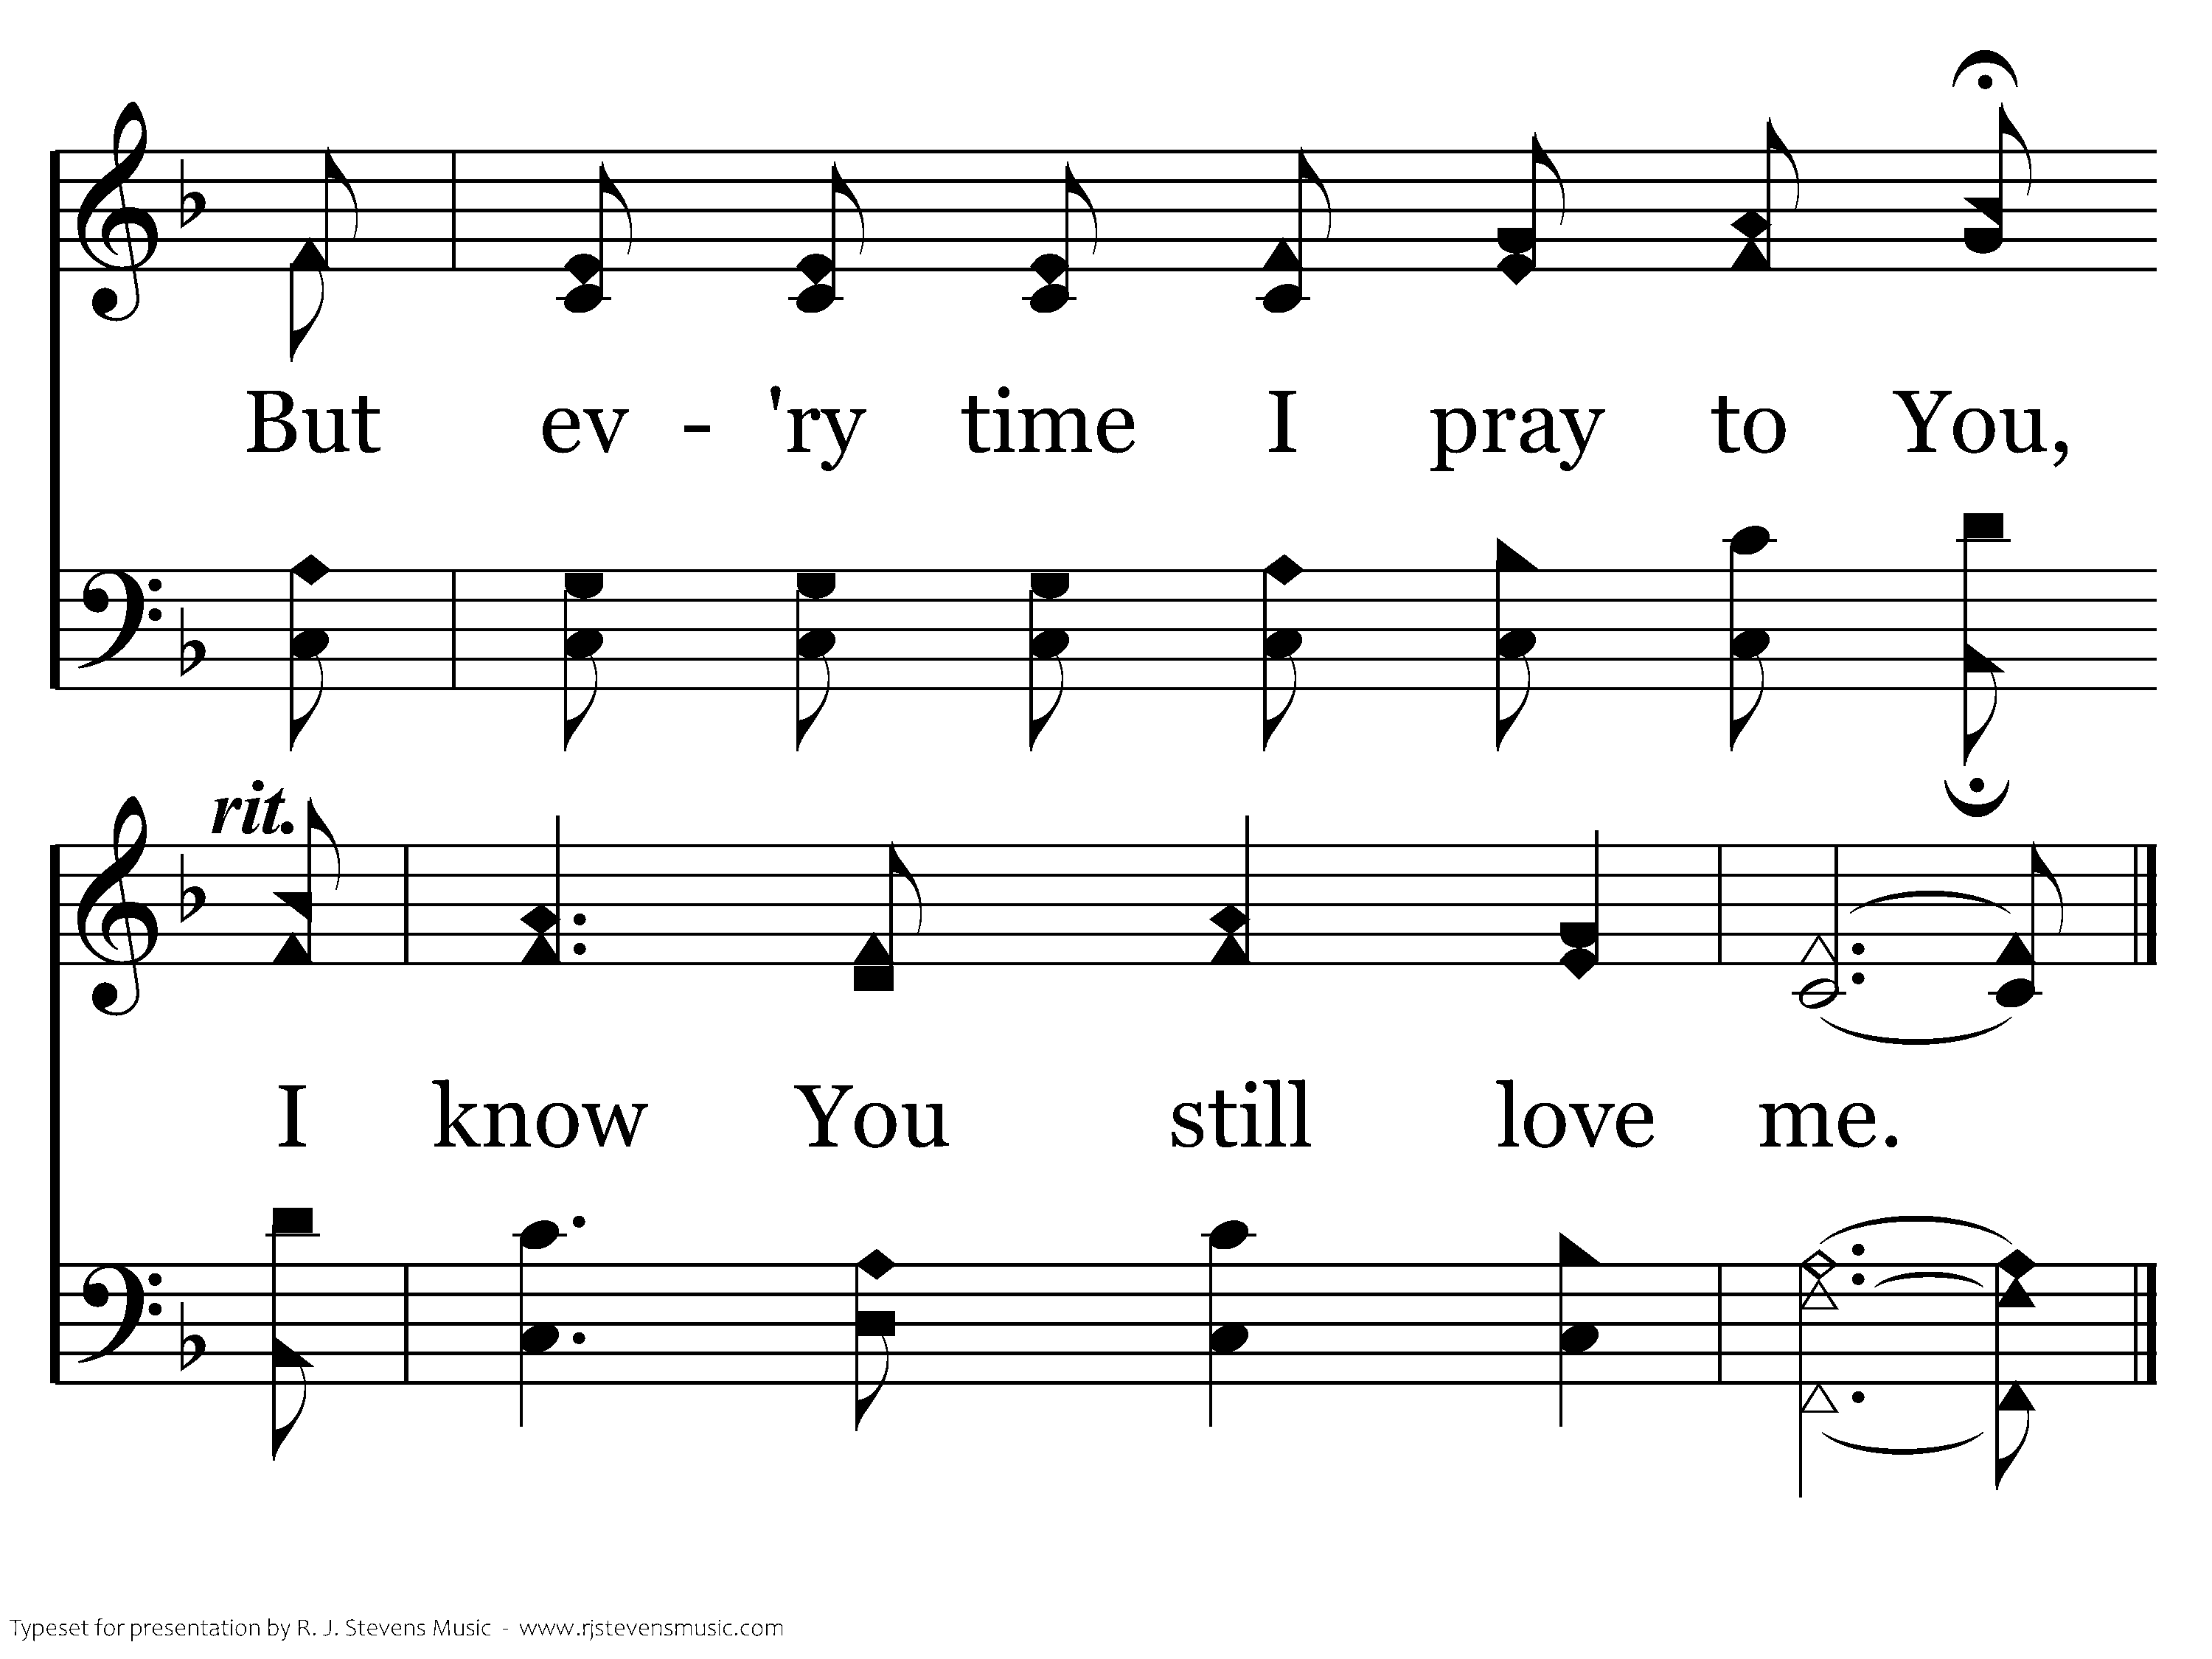 But ev - 'ry time I pray to You,
rit.
I know You still love me.
Typeset for presentation by R. J. Stevens Music - www.rjstevensmusic.com